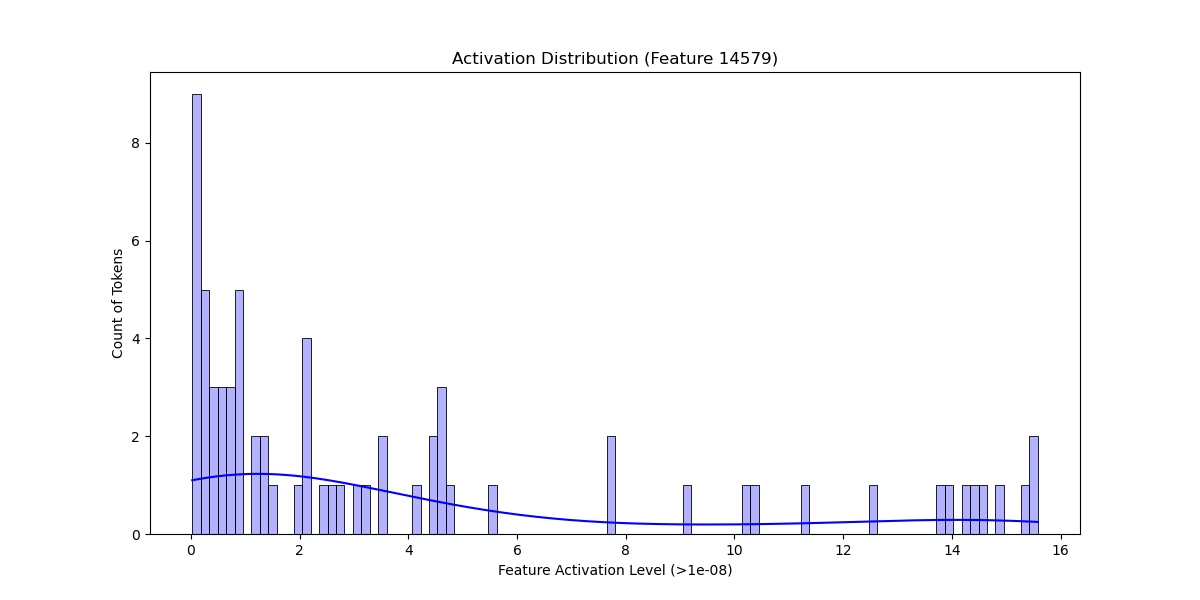 Activation Distribution (Feature 14579)
Count of Tokens
8
6
4
2
0
0 2 4 6 8 10 12 14 16
Feature Activation Level (>1e-08)